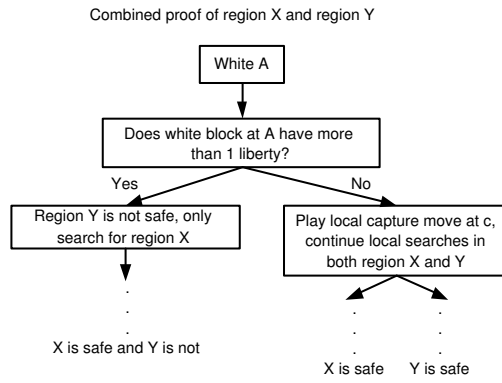 Combined proof of region X and region Y
White A
Does white block at A have more
than 1 liberty?
Yes
No
Region Y is not safe, only
search for region X
Play local capture move at c,
continue local searches in
both region X and Y
.
.
.
X is safe and Y is not
.
.
.
X is safe
.
.
.
Y is safe